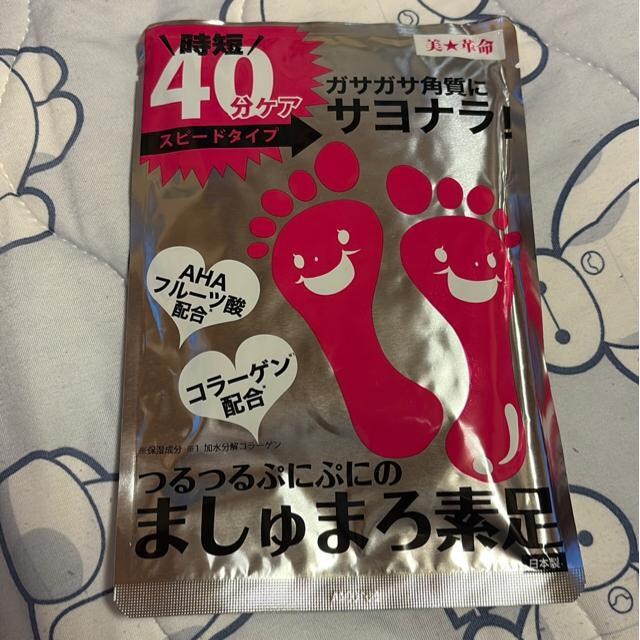 時短
美★革命
40
分ケア
スピードタイプ
ガサガサ角質に
サヨナラ!
AHA
フルーツ酸
配合
コラーゲン*
配合
※保湿成分 ※1 加水分解コラーゲン
つるつるぷにぷにの
ましゅまろ素足
日本製